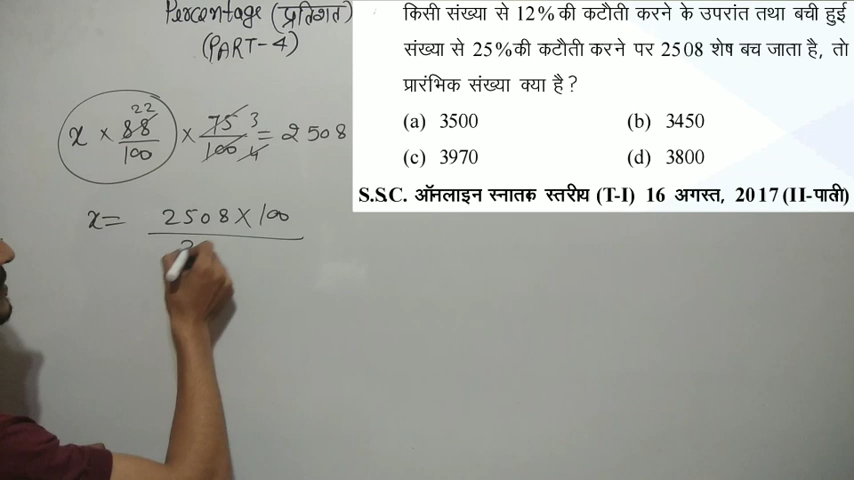 Percentage (प्रतिशत)
(PART-4)
x × 88/100 22 × 75/100 3/4 = 2508
x = 2508 × 100
किसी संख्या से 12% की कटौती करने के उपरांत तथा बची हुई
संख्या से 25% की कटौती करने पर 2508 शेष बच जाता है, तो
प्रारंभिक संख्या क्या है ?
(a) 3500 (b) 3450
(c) 3970 (d) 3800
S.S.C. ऑनलाइन स्नातक स्तरीय (T-I) 16 अगस्त, 2017 (II-पाली)